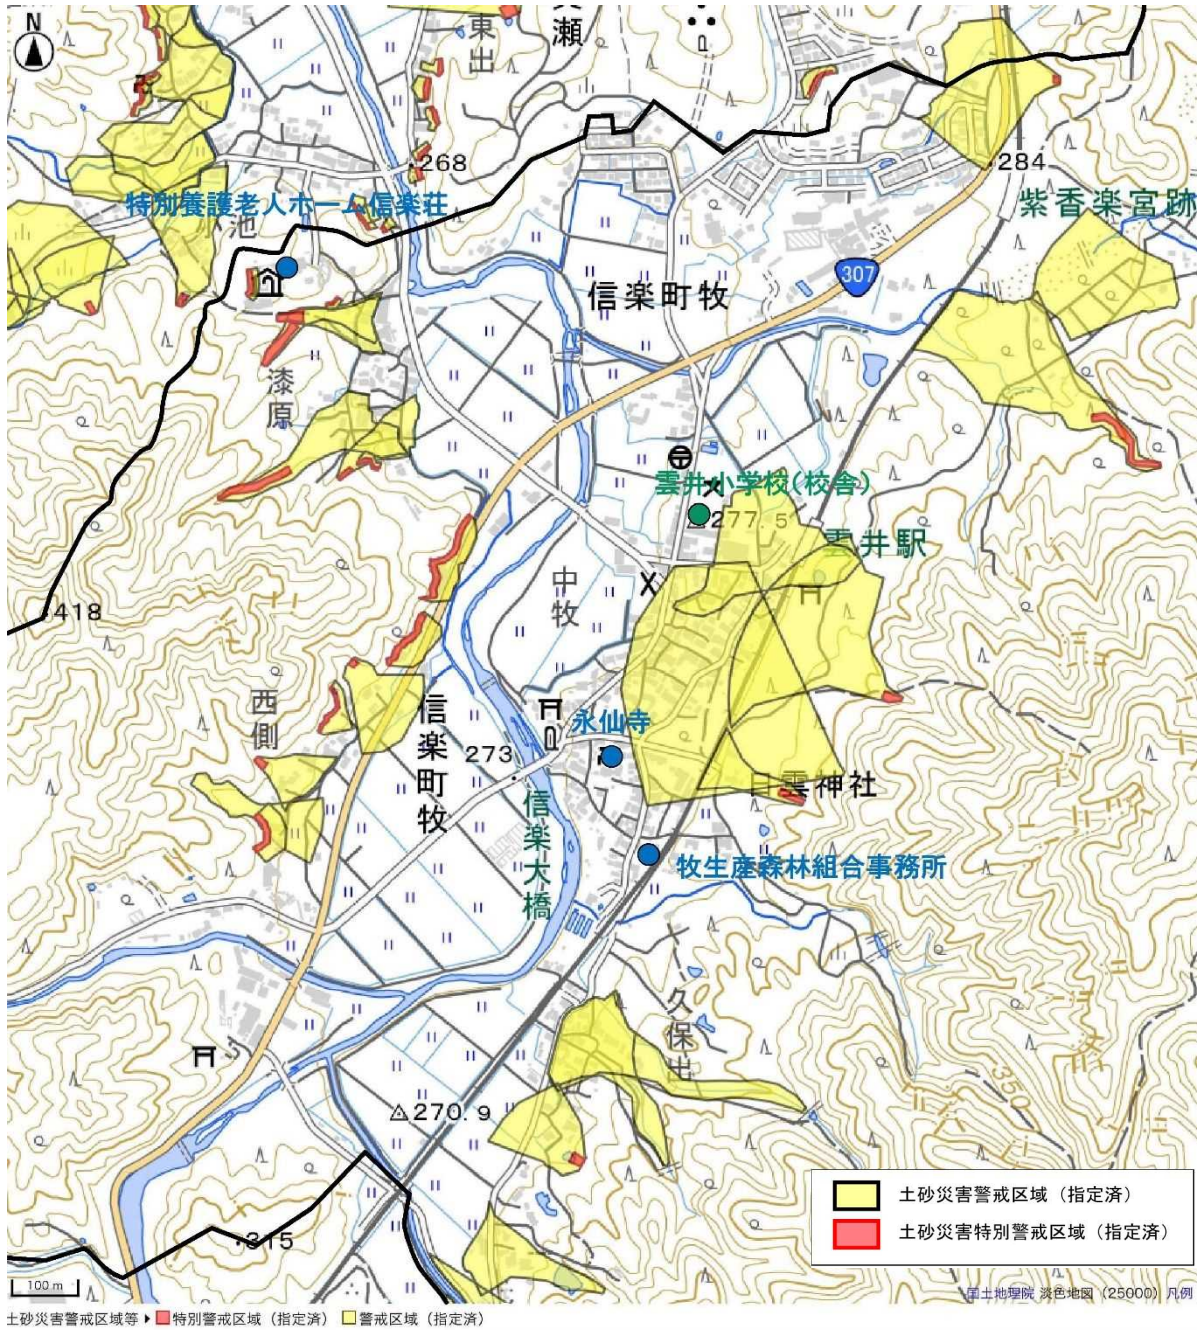 N
東出
瀬
268
284
特別養護老人ホーム信楽荘
小池
紫香楽宮跡
307
信楽町牧
漆原
雲井小学校(校舎)
277.5
雲井駅
中牧
418
西側
信楽町牧
永仙寺
273
日雲神社
信楽大橋
牧生産森林組合事務所
久保出
350
270.9
315
土砂災害警戒区域（指定済）
土砂災害特別警戒区域（指定済）
100 m
国土地理院 淡色地図（25000）凡例
土砂災害警戒区域等 ▶ 特別警戒区域（指定済） 警戒区域（指定済）